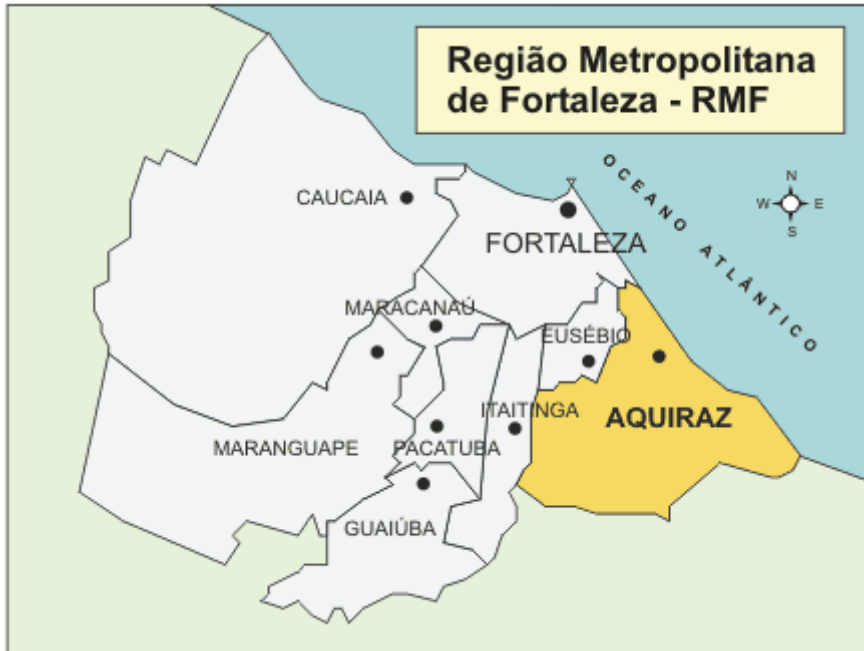 Região Metropolitana
de Fortaleza - RMF
OCEANO ATLÂNTICO
N
W E
S
CAUCAIA
FORTALEZA
MARACANAÚ
EUSÉBIO
ITAITINGA
AQUIRAZ
MARANGUAPE
PACATUBA
GUAIÚBA